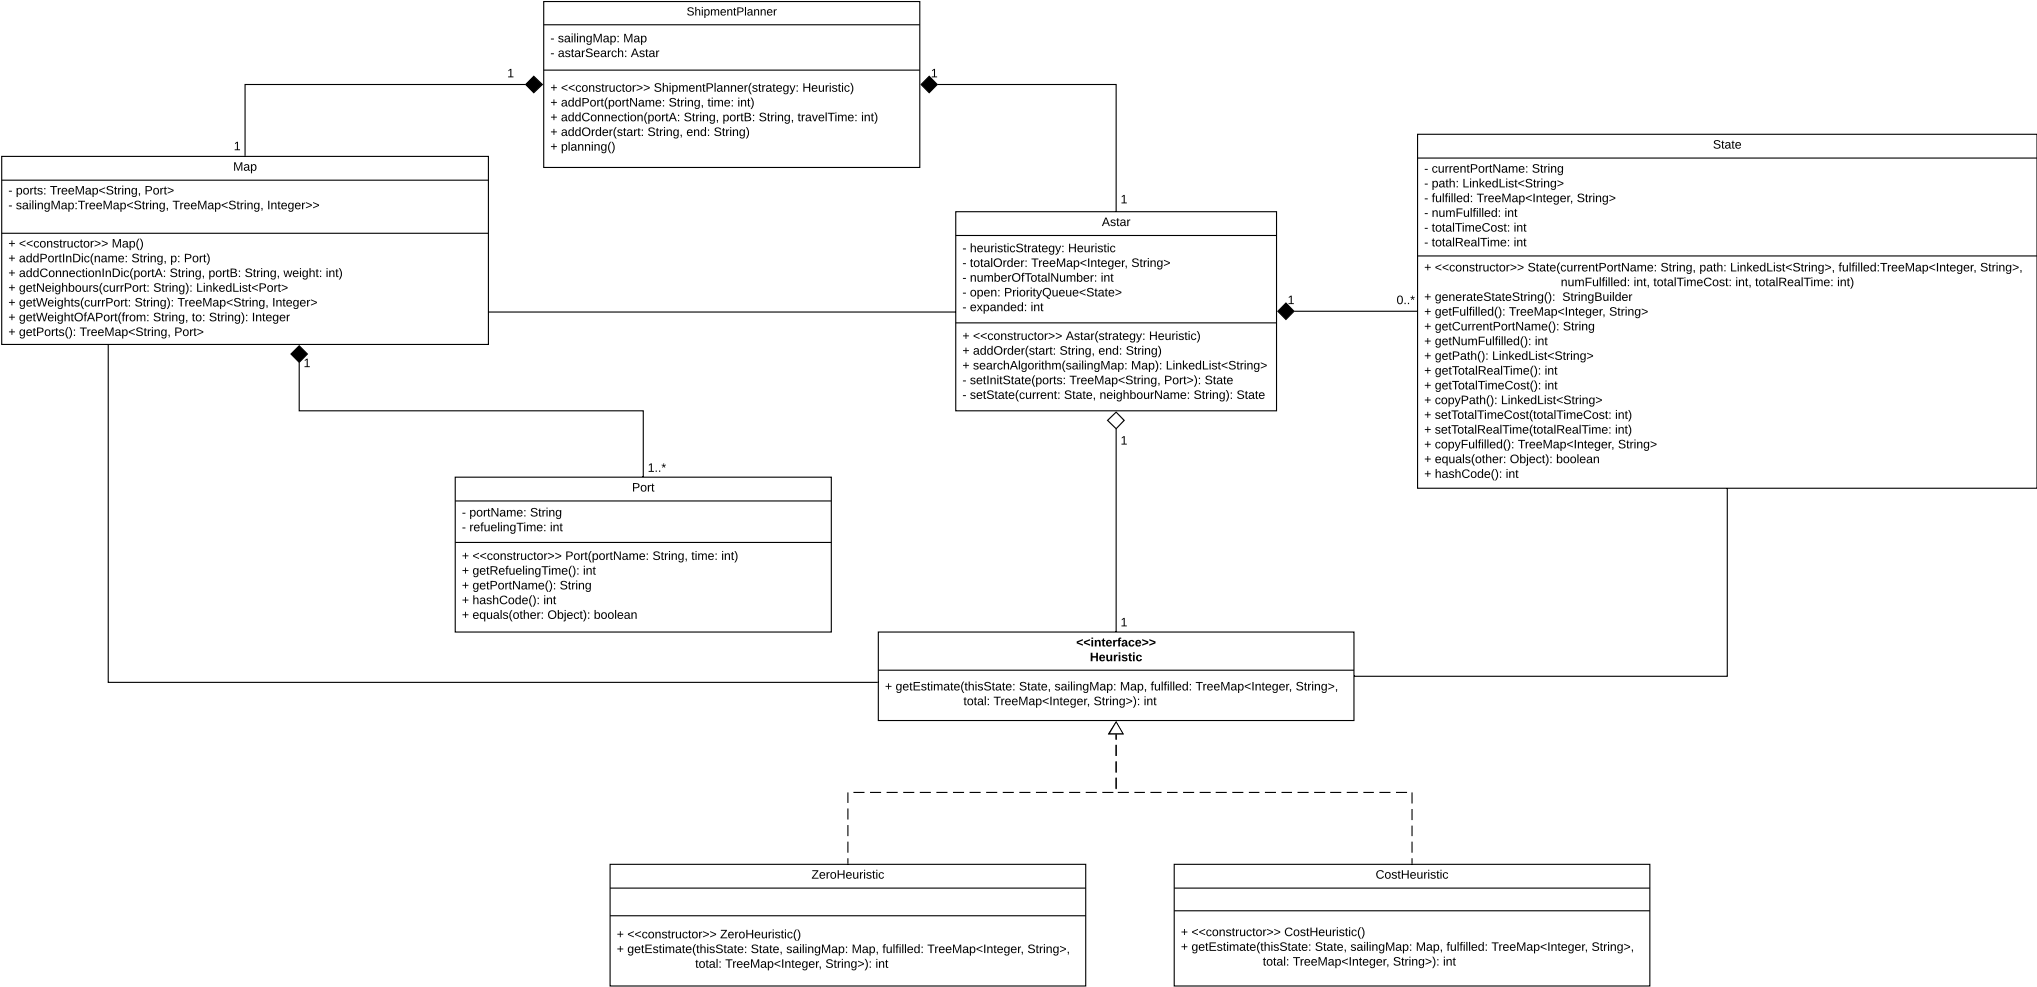 ShipmentPlanner
- sailingMap: Map
- astarSearch: Astar
+ <<constructor>> ShipmentPlanner(strategy: Heuristic)
+ addPort(portName: String, time: int)
+ addConnection(portA: String, portB: String, travelTime: int)
+ addOrder(start: String, end: String)
+ planning()
1
1
1
1
Map
- ports: TreeMap<String, Port>
- sailingMap:TreeMap<String, TreeMap<String, Integer>>
+ <<constructor>> Map()
+ addPortInDic(name: String, p: Port)
+ addConnectionInDic(portA: String, portB: String, weight: int)
+ getNeighbours(currPort: String): LinkedList<Port>
+ getWeights(currPort: String): TreeMap<String, Integer>
+ getWeightOfAPort(from: String, to: String): Integer
+ getPorts(): TreeMap<String, Port>
1
1..*
Astar
- heuristicStrategy: Heuristic
- totalOrder: TreeMap<Integer, String>
- numberOfTotalNumber: int
- open: PriorityQueue<State>
- expanded: int
+ <<constructor>> Astar(strategy: Heuristic)
+ addOrder(start: String, end: String)
+ searchAlgorithm(sailingMap: Map): LinkedList<String>
- setInitState(ports: TreeMap<String, Port>): State
- setState(current: State, neighbourName: String): State
1
0..*
1
1
State
- currentPortName: String
- path: LinkedList<String>
- fulfilled: TreeMap<Integer, String>
- numFulfilled: int
- totalTimeCost: int
- totalRealTime: int
+ <<constructor>> State(currentPortName: String, path: LinkedList<String>, fulfilled:TreeMap<Integer, String>,
numFulfilled: int, totalTimeCost: int, totalRealTime: int)
+ generateStateString(): StringBuilder
+ getFulfilled(): TreeMap<Integer, String>
+ getCurrentPortName(): String
+ getNumFulfilled(): int
+ getPath(): LinkedList<String>
+ getTotalRealTime(): int
+ getTotalTimeCost(): int
+ copyPath(): LinkedList<String>
+ setTotalTimeCost(totalTimeCost: int)
+ setTotalRealTime(totalRealTime: int)
+ copyFulfilled(): TreeMap<Integer, String>
+ equals(other: Object): boolean
+ hashCode(): int
Port
- portName: String
- refuelingTime: int
+ <<constructor>> Port(portName: String, time: int)
+ getRefuelingTime(): int
+ getPortName(): String
+ hashCode(): int
+ equals(other: Object): boolean
<<interface>>
Heuristic
+ getEstimate(thisState: State, sailingMap: Map, fulfilled: TreeMap<Integer, String>,
total: TreeMap<Integer, String>): int
ZeroHeuristic
+ <<constructor>> ZeroHeuristic()
+ getEstimate(thisState: State, sailingMap: Map, fulfilled: TreeMap<Integer, String>,
total: TreeMap<Integer, String>): int
CostHeuristic
+ <<constructor>> CostHeuristic()
+ getEstimate(thisState: State, sailingMap: Map, fulfilled: TreeMap<Integer, String>,
total: TreeMap<Integer, String>): int